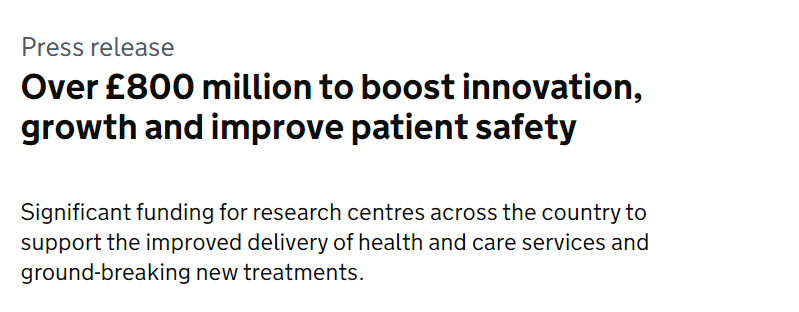 Press release
Over £800 million to boost innovation,
growth and improve patient safety
Significant funding for research centres across the country to
support the improved delivery of health and care services and
ground-breaking new treatments.